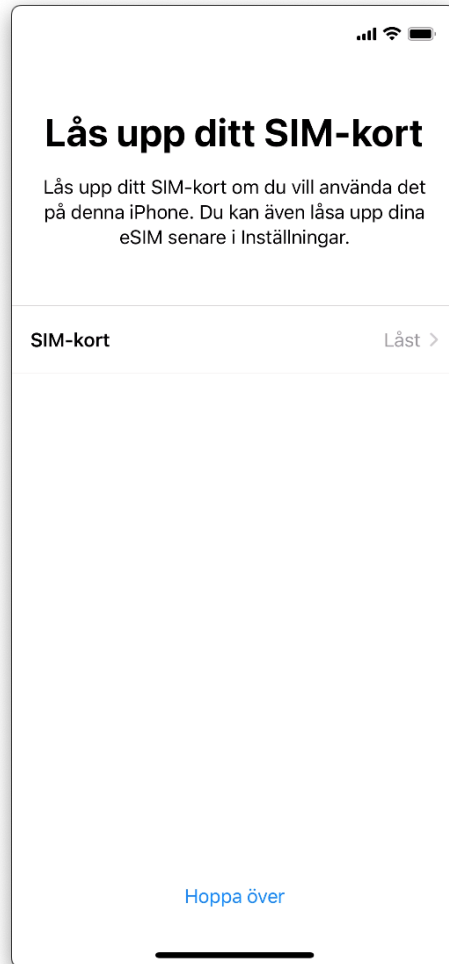 Lås upp ditt SIM-kort
Lås upp ditt SIM-kort om du vill använda det
på denna iPhone. Du kan även låsa upp dina
eSIM senare i Inställningar.
SIM-kort Låst
Hoppa över